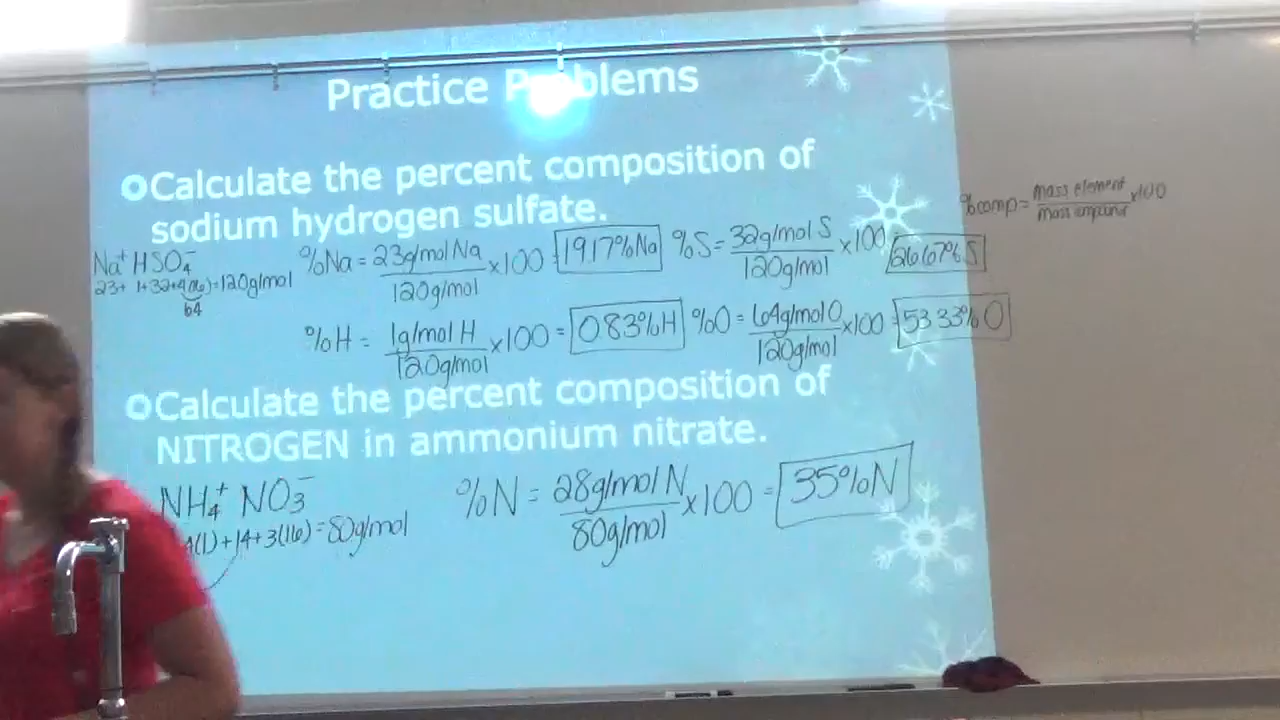 Practice Problems
Calculate the percent composition of
sodium hydrogen sulfate.
%comp = mass element / mass compound x100
Na⁺ HSO₄⁻
23+ 1+32+4(16)=120g/mol
64
%Na = 23g/mol Na / 120g/mol x100 = 19.17%Na
%S = 32g/mol S / 120g/mol x100 = 26.67% S
%H = 1g/mol H / 120g/mol x100 = 0.83%H
%O = 64g/mol O / 120g/mol x100 = 53.33% O
Calculate the percent composition of
NITROGEN in ammonium nitrate.
NH₄⁺ NO₃⁻
4(1)+14+3(16)=80g/mol
%N = 28g/mol N / 80g/mol x100 = 35%N